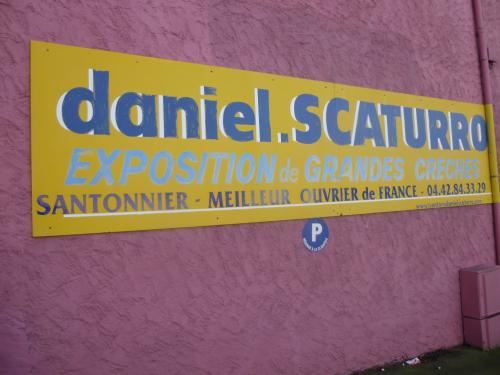 daniel.SCATURRO
EXPOSITION de GRANDES CRECHES
SANTONNIER - MEILLEUR OUVRIER de FRANCE - 04.42.84.33.29
P